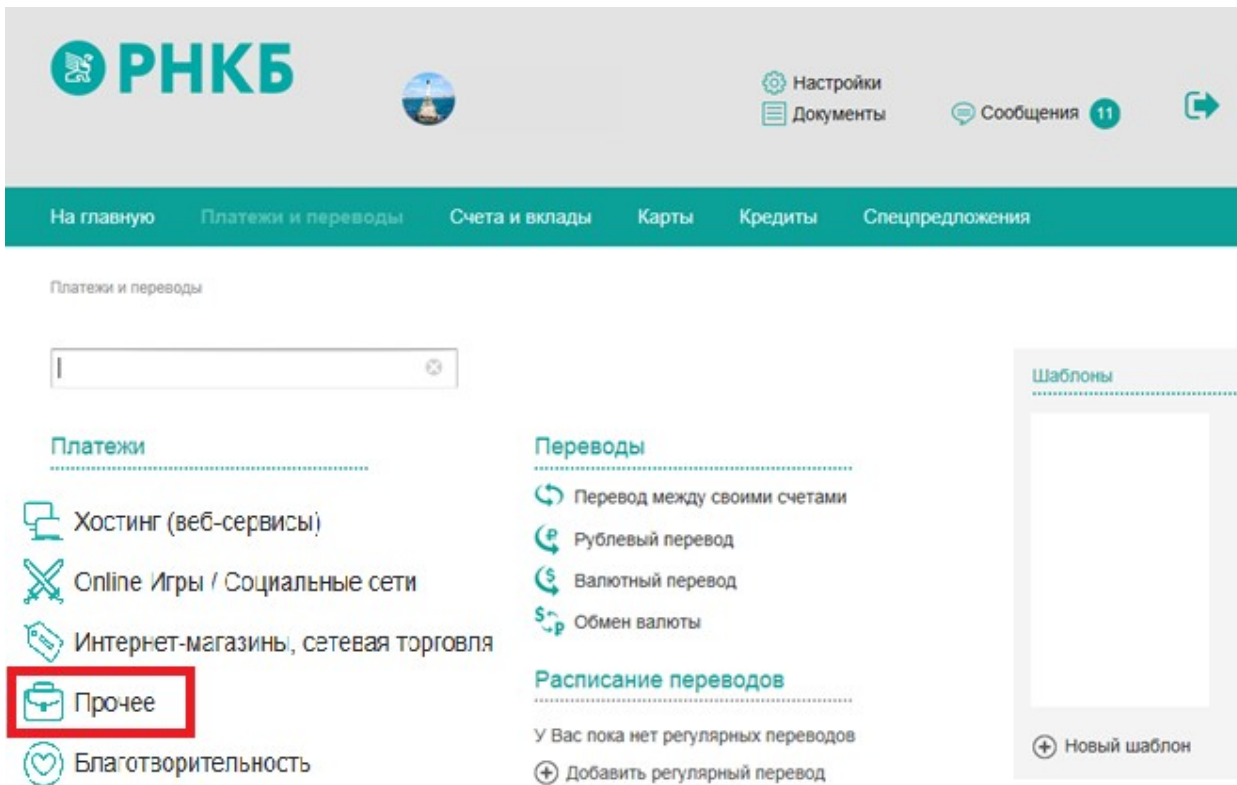 РНКБ
Настройки
Документы
Сообщения 11
На главную Платежи и переводы Счета и вклады Карты Кредиты Спецпредложения
Платежи и переводы
Платежи
Хостинг (веб-сервисы)
Online Игры / Социальные сети
Интернет-магазины, сетевая торговля
Прочее
Благотворительность
Переводы
Перевод между своими счетами
Рублевый перевод
Валютный перевод
Обмен валюты
Расписание переводов
У Вас пока нет регулярных переводов
Добавить регулярный перевод
Шаблоны
Новый шаблон